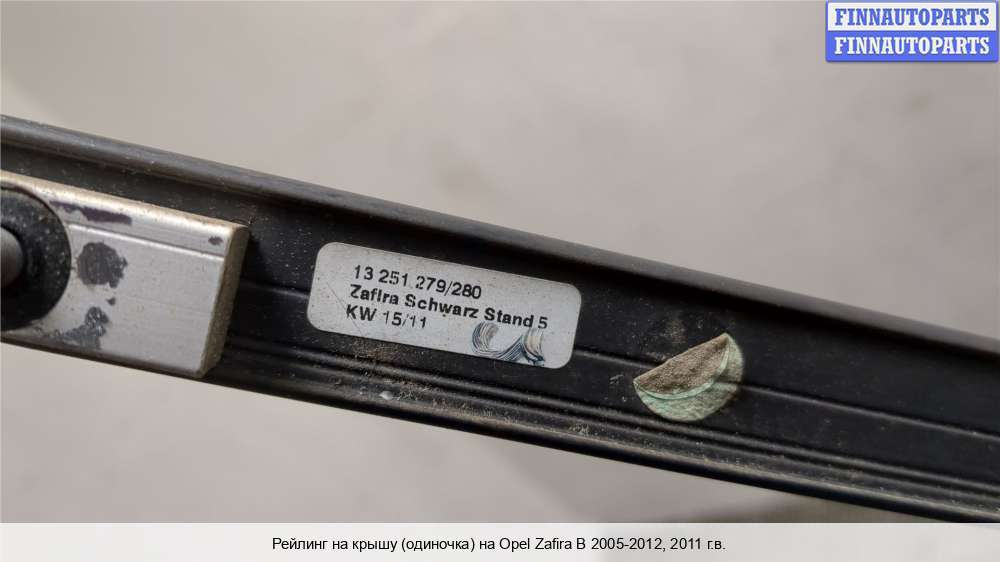 FINNAUTOPARTS
FINNAUTOPARTS
13 251 279/280
Zafira Schwarz Stand 5
KW 15/11
Рейлинг на крышу (одиночка) на Opel Zafira B 2005-2012, 2011 г.в.